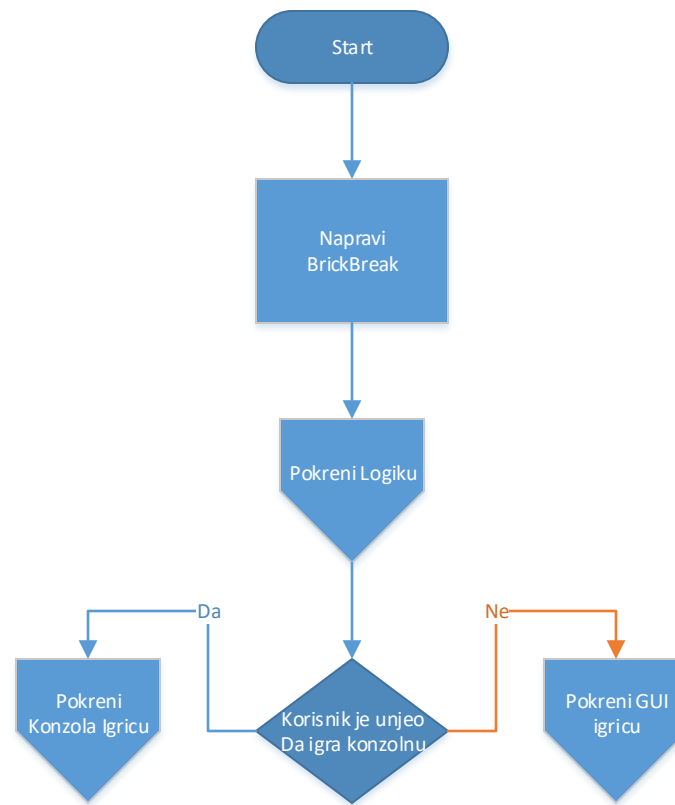 Start
Napravi
BrickBreak
Pokreni Logiku
Da
Ne
Pokreni
Konzola Igricu
Korisnik je unjeo
Da igra konzolnu
Pokreni GUI
igricu